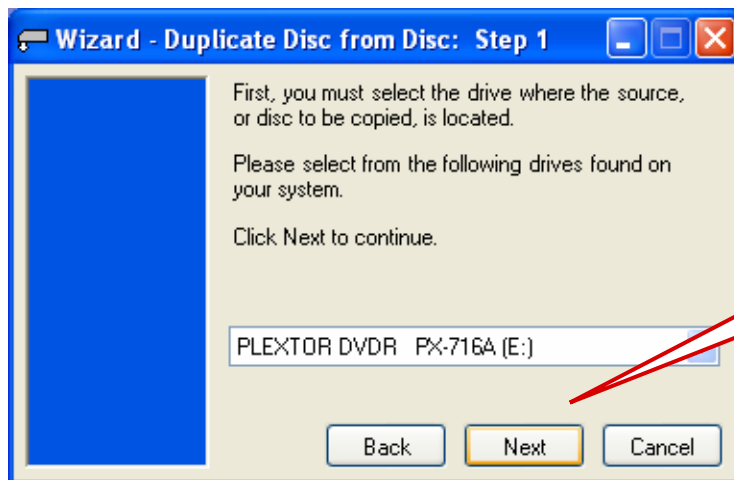 Wizard - Duplicate Disc from Disc: Step 1
First, you must select the drive where the source,
or disc to be copied, is located.
Please select from the following drives found on
your system.
Click Next to continue.
PLEXTOR DVDR PX-716A (E:)
Back Next Cancel